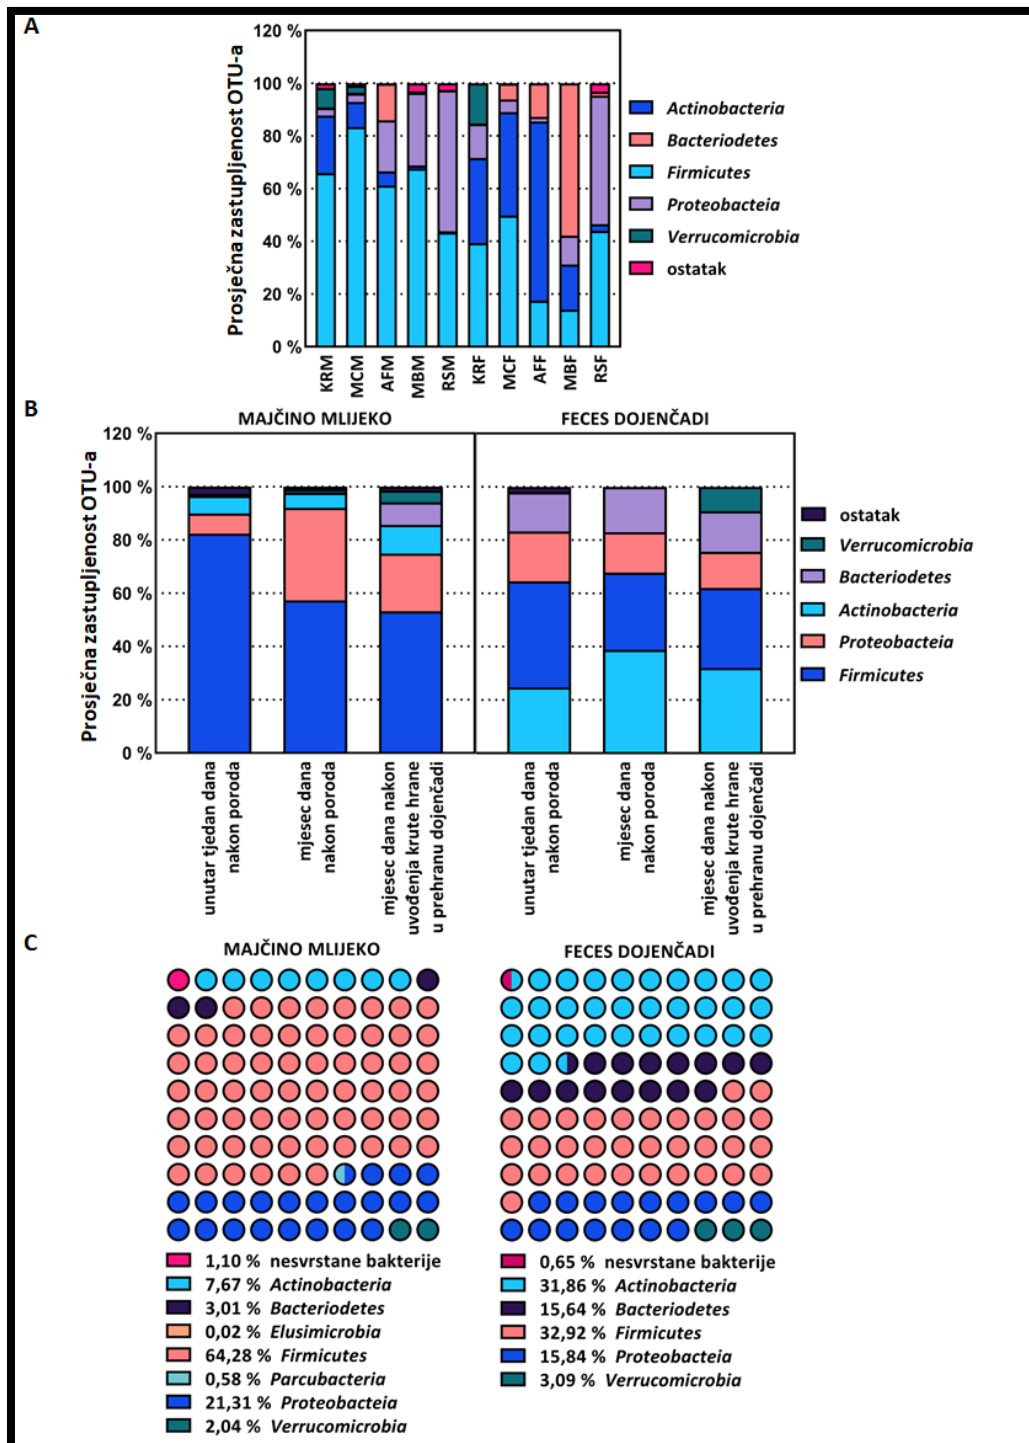 A
Prosječna zastupljenost OTU-a
120 %
100 %
80 %
60 %
40 %
20 %
0 %
KRM
MCM
AFM
MBM
RSM
KRF
MCF
AFF
MBF
RSF
Actinobacteria
Bacteriodetes
Firmicutes
Proteobacteia
Verrucomicrobia
ostatak
B
MAJČINO MLIJEKO
FECES DOJENČADI
Prosječna zastupljenost OTU-a
120 %
100 %
80 %
60 %
40 %
20 %
0 %
unutar tjedan dana
nakon poroda
mjesec dana
nakon poroda
mjesec dana nakon
uvođenja krute hrane
u prehranu dojenčadi
unutar tjedan dana
nakon poroda
mjesec dana
nakon poroda
mjesec dana nakon
uvođenja krute hrane
u prehranu dojenčadi
ostatak
Verrucomicrobia
Bacteriodetes
Actinobacteria
Proteobacteia
Firmicutes
C
MAJČINO MLIJEKO
1,10 % nesvrstane bakterije
7,67 % Actinobacteria
3,01 % Bacteriodetes
0,02 % Elusimicrobia
64,28 % Firmicutes
0,58 % Parcubacteria
21,31 % Proteobacteia
2,04 % Verrucomicrobia
FECES DOJENČADI
0,65 % nesvrstane bakterije
31,86 % Actinobacteria
15,64 % Bacteriodetes
32,92 % Firmicutes
15,84 % Proteobacteia
3,09 % Verrucomicrobia